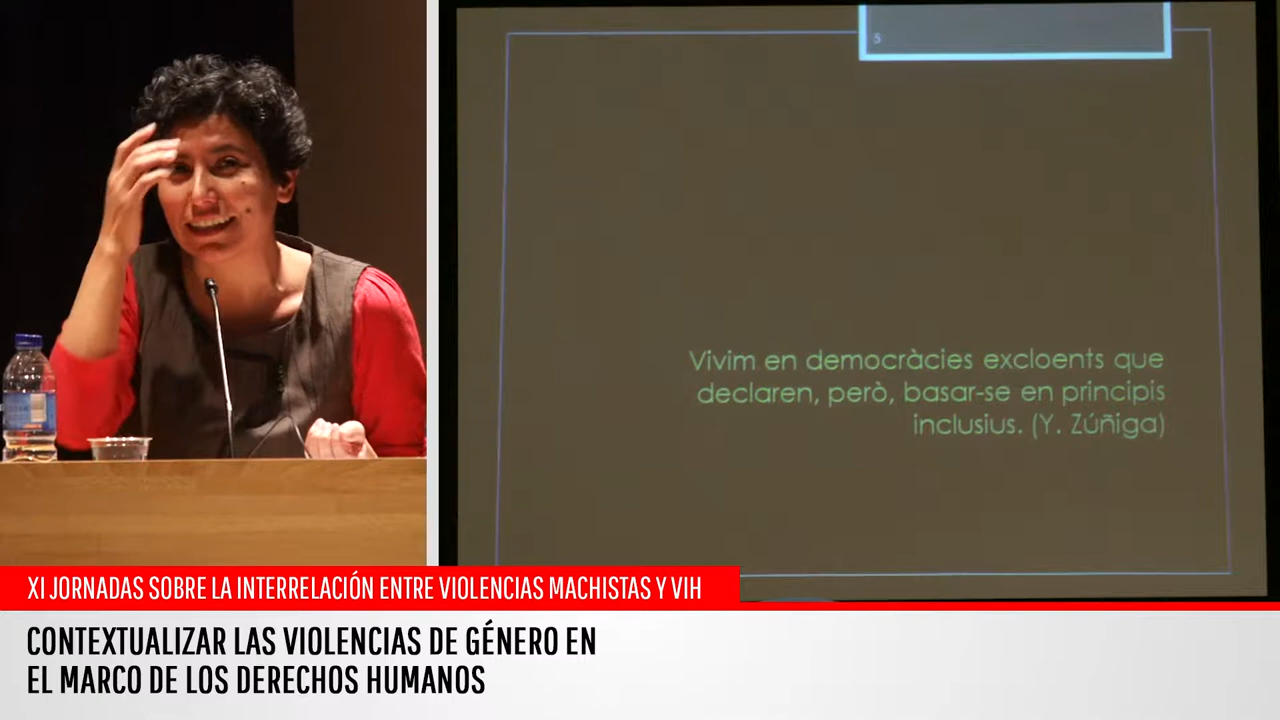 5
Vivim en democràcies excloents que
declaren, però, basar-se en principis
inclusius. (Y. Zúñiga)
XI JORNADAS SOBRE LA INTERRELACIÓN ENTRE VIOLENCIAS MACHISTAS Y VIH
CONTEXTUALIZAR LAS VIOLENCIAS DE GÉNERO EN
EL MARCO DE LOS DERECHOS HUMANOS